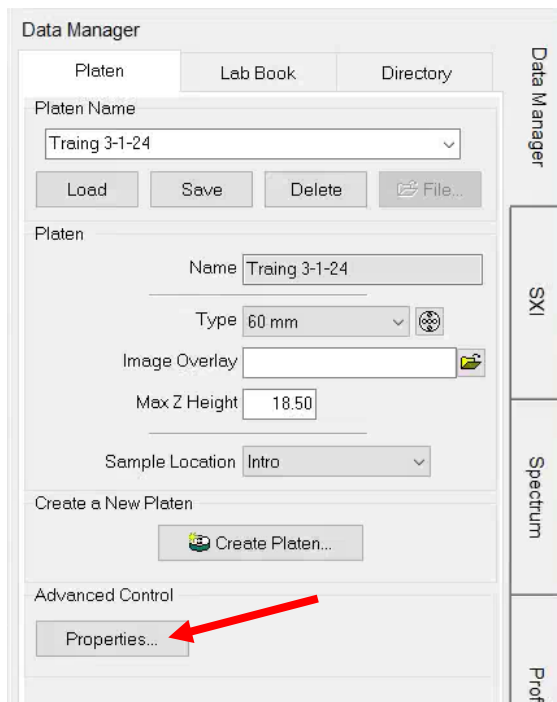 Data Manager
Platen Lab Book Directory
Platen Name
Traing 3-1-24
Load Save Delete File...
Platen
Name Traing 3-1-24
Type 60 mm
Image Overlay
Max Z Height 18.50
Sample Location Intro
Create a New Platen
Create Platen...
Advanced Control
Properties...
Data Manager
SXI
Spectrum
Prof